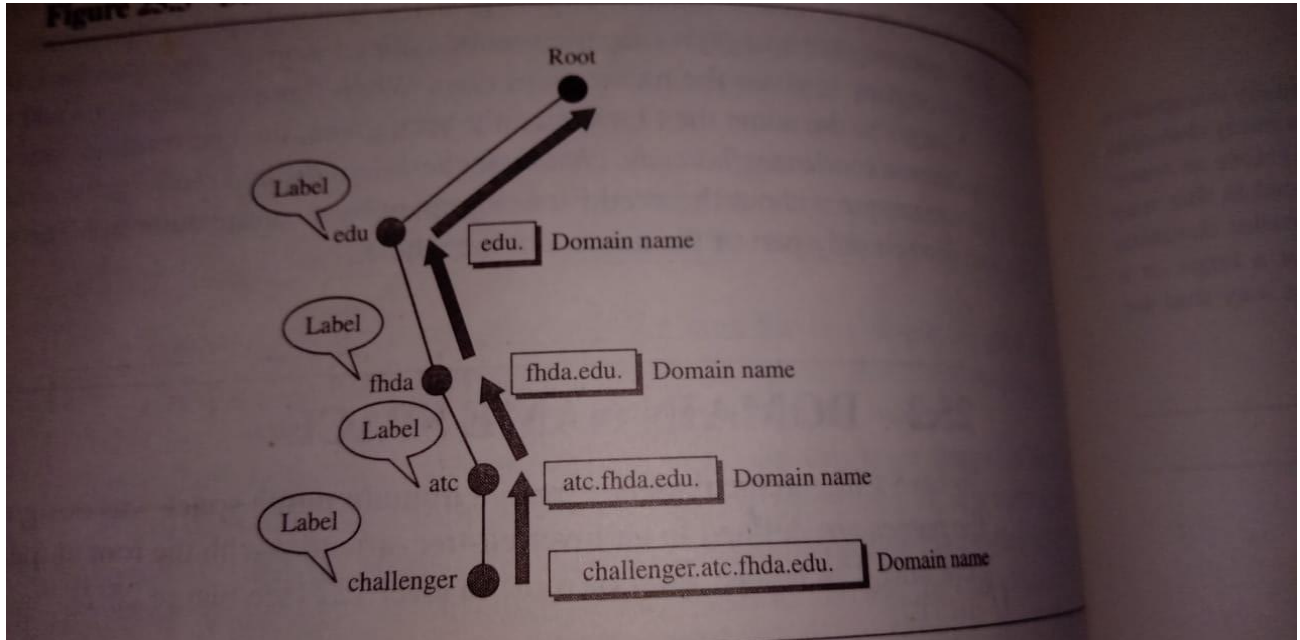 Figure
Root
Label
edu
edu. Domain name
Label
fhda
fhda.edu. Domain name
Label
atc
atc.fhda.edu. Domain name
Label
challenger
challenger.atc.fhda.edu. Domain name